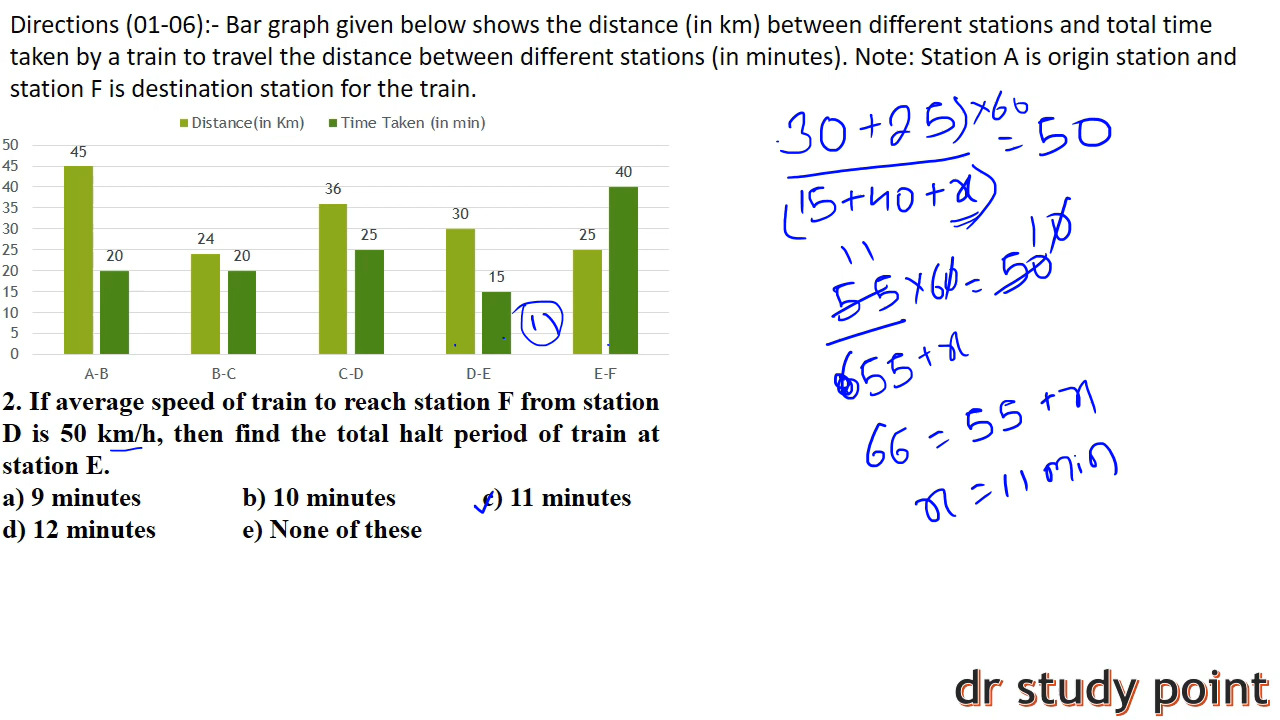 Directions (01-06):- Bar graph given below shows the distance (in km) between different stations and total time
taken by a train to travel the distance between different stations (in minutes). Note: Station A is origin station and
station F is destination station for the train.
Distance(in Km) Time Taken (in min)
50
45
40
35
30
25
20
15
10
5
0
45 20 24 20 36 25 30 15 25 40
A-B B-C C-D D-E E-F
11
2. If average speed of train to reach station F from station
D is 50 km/h, then find the total halt period of train at
station E.
a) 9 minutes b) 10 minutes c) 11 minutes
d) 12 minutes e) None of these
30+25)×60
= 50
(15+40+x)
11 10
55×60 = 50
55+x
66 = 55+x
x = 11 min
dr study point